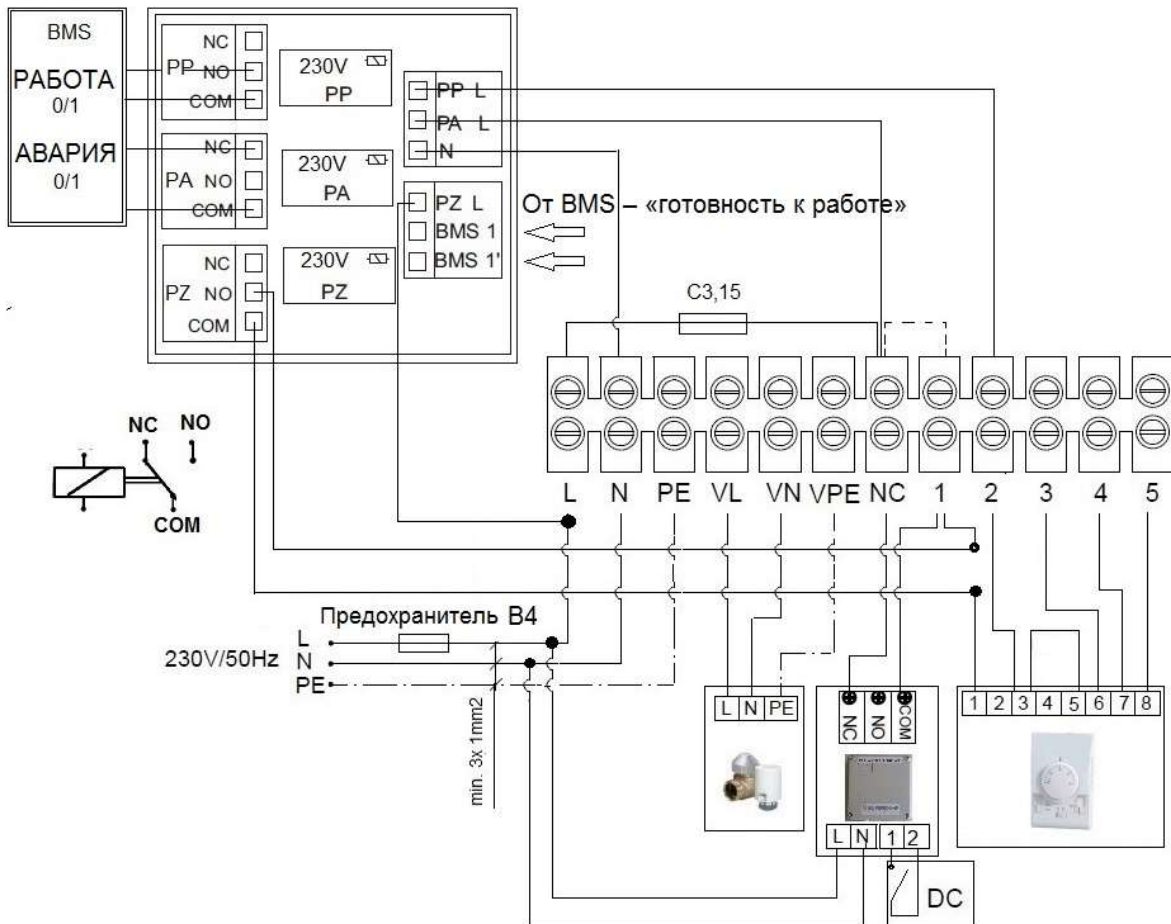 BMS
РАБОТА
0/1
АВАРИЯ
0/1
NC
PP NO
COM
NC
PA NO
COM
NC
PZ NO
COM
230V
PP
230V
PA
230V
PZ
PP L
PA L
N
PZ L
BMS 1
BMS 1'
От BMS – «готовность к работе»
C3,15
NC NO
COM
L N PE VL VN VPE NC 1 2 3 4 5
Предохранитель B4
230V/50Hz
L
N
PE
min. 3x 1mm2
L N PE
NC NO COM
L N 1 2
DC
1 2 3 4 5 6 7 8